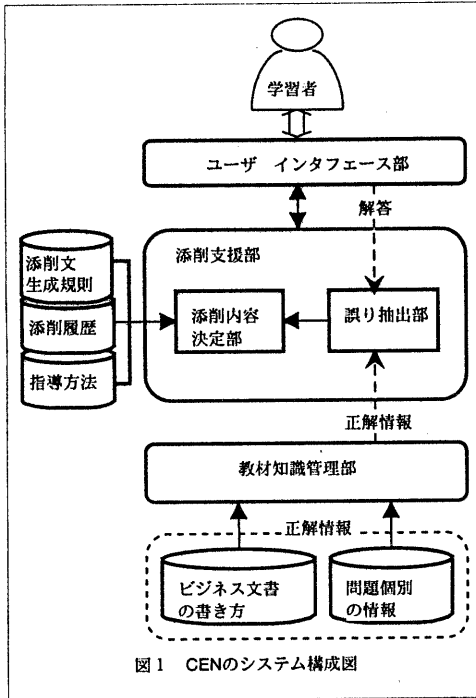 学習者
ユーザ インタフェース部
解答
添削支援部
添削文
生成規則
添削履歴
指導方法
添削内容
決定部
誤り抽出部
正解情報
教材知識管理部
正解情報
ビジネス文書
の書き方
問題個別
の情報
図1 CENのシステム構成図